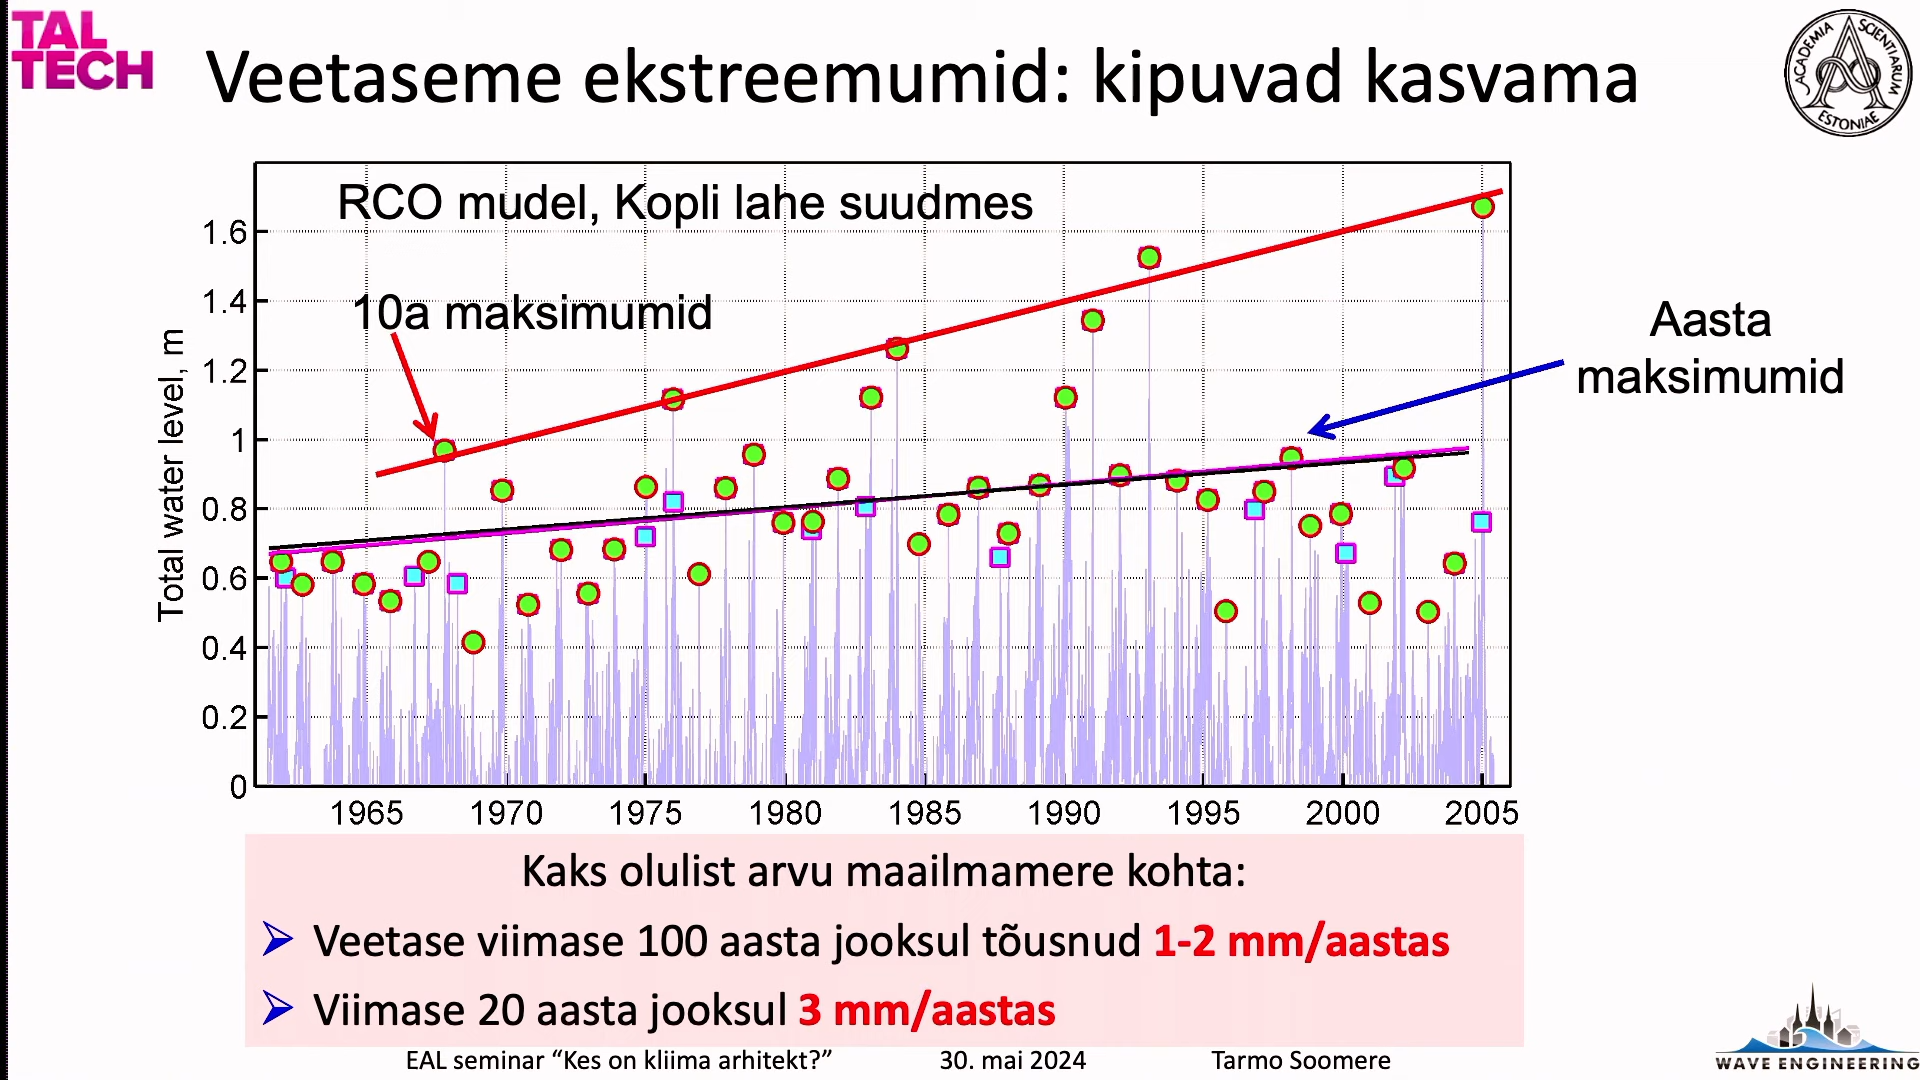 TAL
TECH
Veetaseme ekstreemumid: kipuvad kasvama
ACADEMIA SCIENTIARUM ESTONIAE
RCO mudel, Kopli lahe suudmes
10a maksimumid
Aasta
maksimumid
Total water level, m
1.6
1.4
1.2
1
0.8
0.6
0.4
0.2
0
1965 1970 1975 1980 1985 1990 1995 2000 2005
Kaks olulist arvu maailmamere kohta:
Veetase viimase 100 aasta jooksul tõusnud 1-2 mm/aastas
Viimase 20 aasta jooksul 3 mm/aastas
EAL seminar “Kes on kliima arhitekt?” 30. mai 2024 Tarmo Soomere
WAVE ENGINEERING